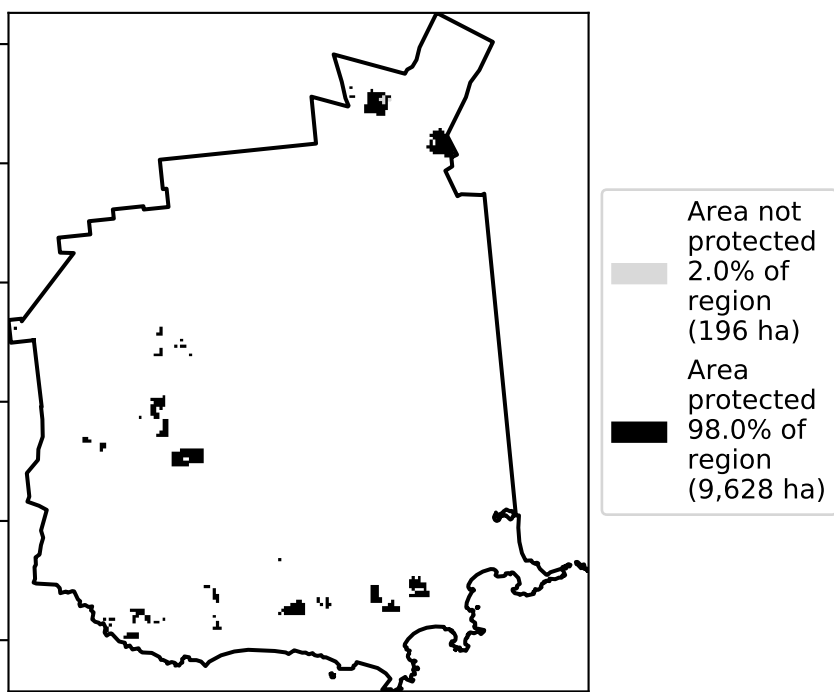 Area not
protected
2.0% of
region
(196 ha)
Area
protected
98.0% of
region
(9,628 ha)